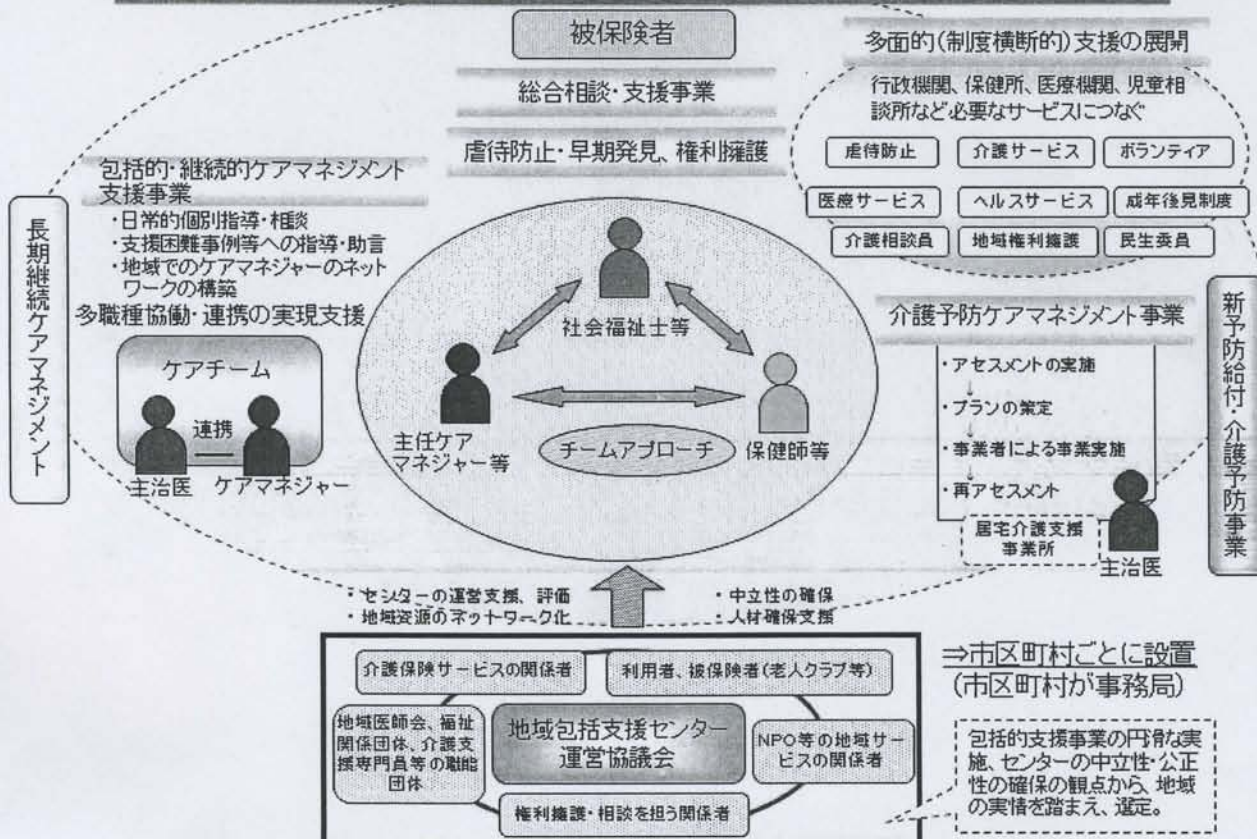 被保険者
総合相談・支援事業
虐待防止・早期発見、権利擁護
多面的(制度横断的)支援の展開
行政機関、保健所、医療機関、児童相
談所など必要なサービスにつなぐ
虐待防止
介護サービス
ボランティア
医療サービス
ヘルスサービス
成年後見制度
介護相談員
地域権利擁護
民生委員
長期継続ケアマネジメント
包括的・継続的ケアマネジメント
支援事業
・日常的個別指導・相談
・支援困難事例等への指導・助言
・地域でのケアマネジャーのネット
ワークの構築
多職種協働・連携の実現支援
ケアチーム
連携
主治医
ケアマネジャー
社会福祉士等
主任ケア
マネジャー等
チームアプローチ
保健師等
介護予防ケアマネジメント事業
・アセスメントの実施
↓
・プランの策定
↓
・事業者による事業実施
↓
・再アセスメント
居宅介護支援
事業所
主治医
新予防給付・介護予防事業
・センターの運営支援、評価
・地域資源のネットワーク化
・中立性の確保
・人材確保支援
介護保険サービスの関係者
利用者、被保険者(老人クラブ等)
地域医師会、福祉
関係団体、介護支
援専門員等の職能
団体
地域包括支援センター
運営協議会
NPO等の地域サー
ビスの関係者
権利擁護・相談を担う関係者
⇒市区町村ごとに設置
(市区町村が事務局)
包括的支援事業の円滑な実
施、センターの中立性・公正
性の確保の観点から、地域
の実情を踏まえ、選定。